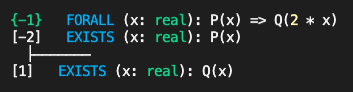 {-1} FORALL (x: real): P(x) => Q(2 * x)
[-2] EXISTS (x: real): P(x)
|-------
[1] EXISTS (x: real): Q(x)